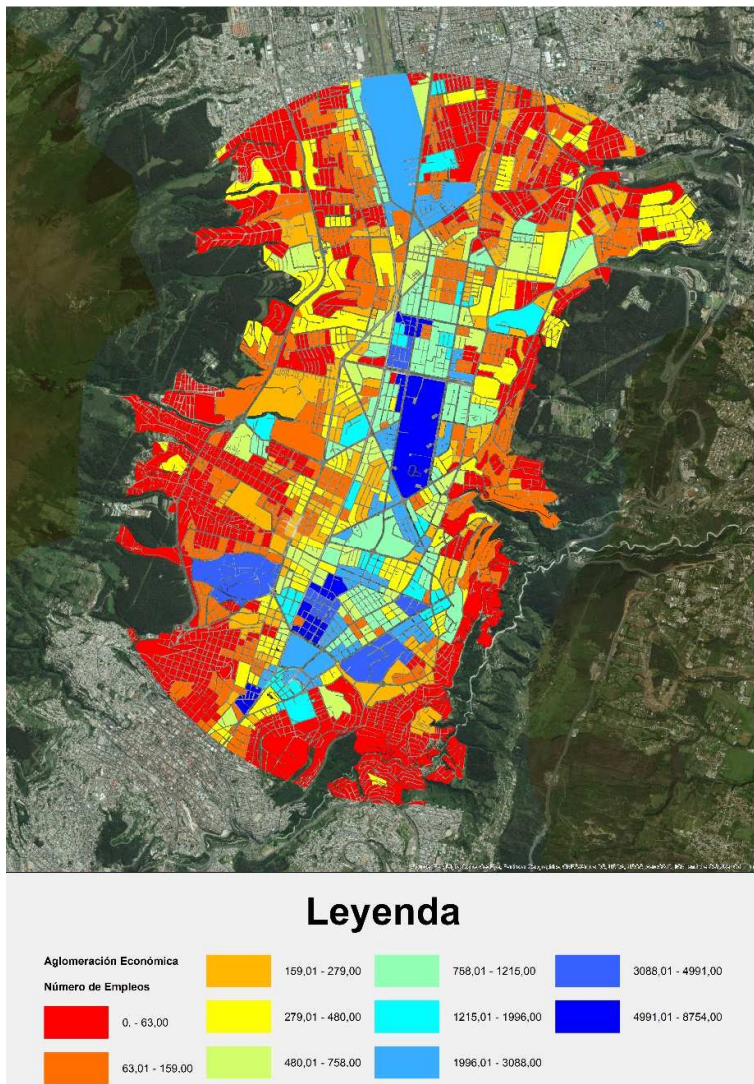 Leyenda
Aglomeración Económica
Número de Empleos
0. - 63,00
63,01 - 159.00
159,01 - 279,00
279,01 - 480,00
480,01 - 758.00
758,01 - 1215,00
1215,01 - 1996,00
1996,01 - 3088.00
3088,01 - 4991,00
4991,01 - 8754,00